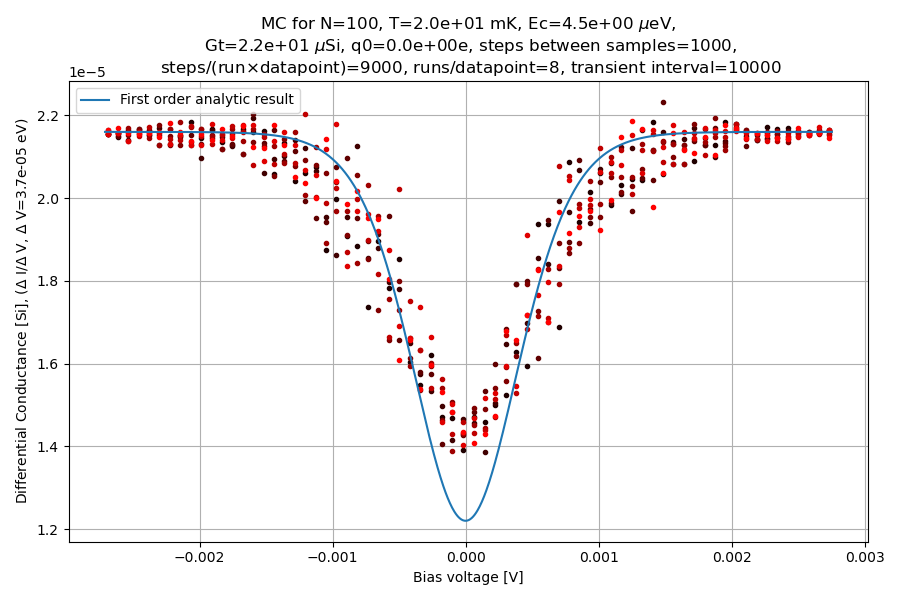 MC for N=100, T=2.0e+01 mK, Ec=4.5e+00 μeV,
Gt=2.2e+01 μSi, q0=0.0e+00e, steps between samples=1000,
steps/(run×datapoint)=9000, runs/datapoint=8, transient interval=10000
1e−5
First order analytic result
2.2
2.0
1.8
1.6
1.4
1.2
Differential Conductance [Si], (Δ I/Δ V, Δ V=3.7e-05 eV)
−0.002
−0.001
0.000
0.001
0.002
0.003
Bias voltage [V]